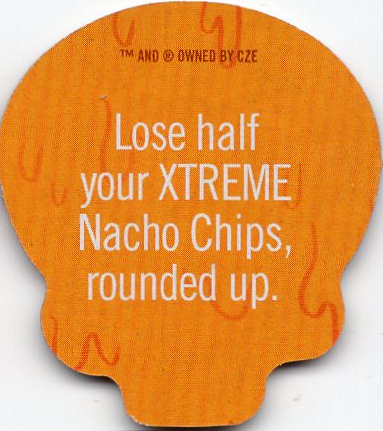 ™ AND ® OWNED BY CZE
Lose half
your XTREME
Nacho Chips,
rounded up.